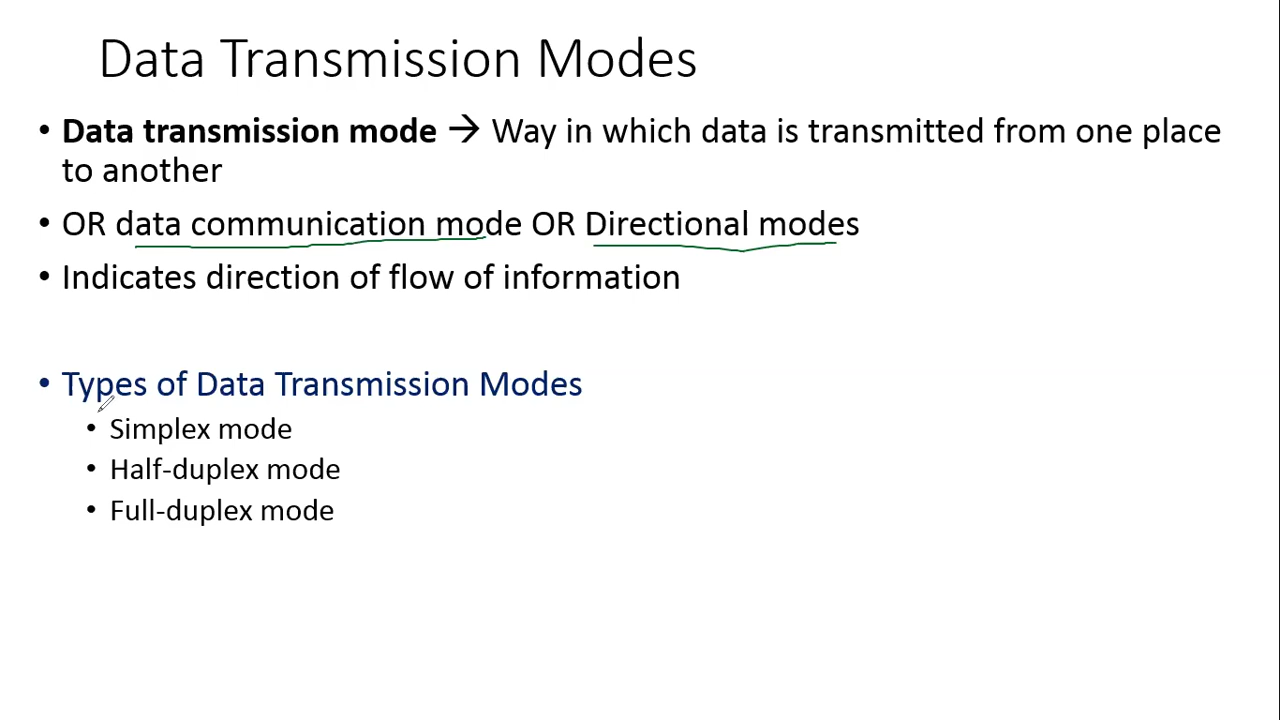 Data Transmission Modes
• Data transmission mode → Way in which data is transmitted from one place
to another
• OR data communication mode OR Directional modes
• Indicates direction of flow of information
• Types of Data Transmission Modes
• Simplex mode
• Half-duplex mode
• Full-duplex mode